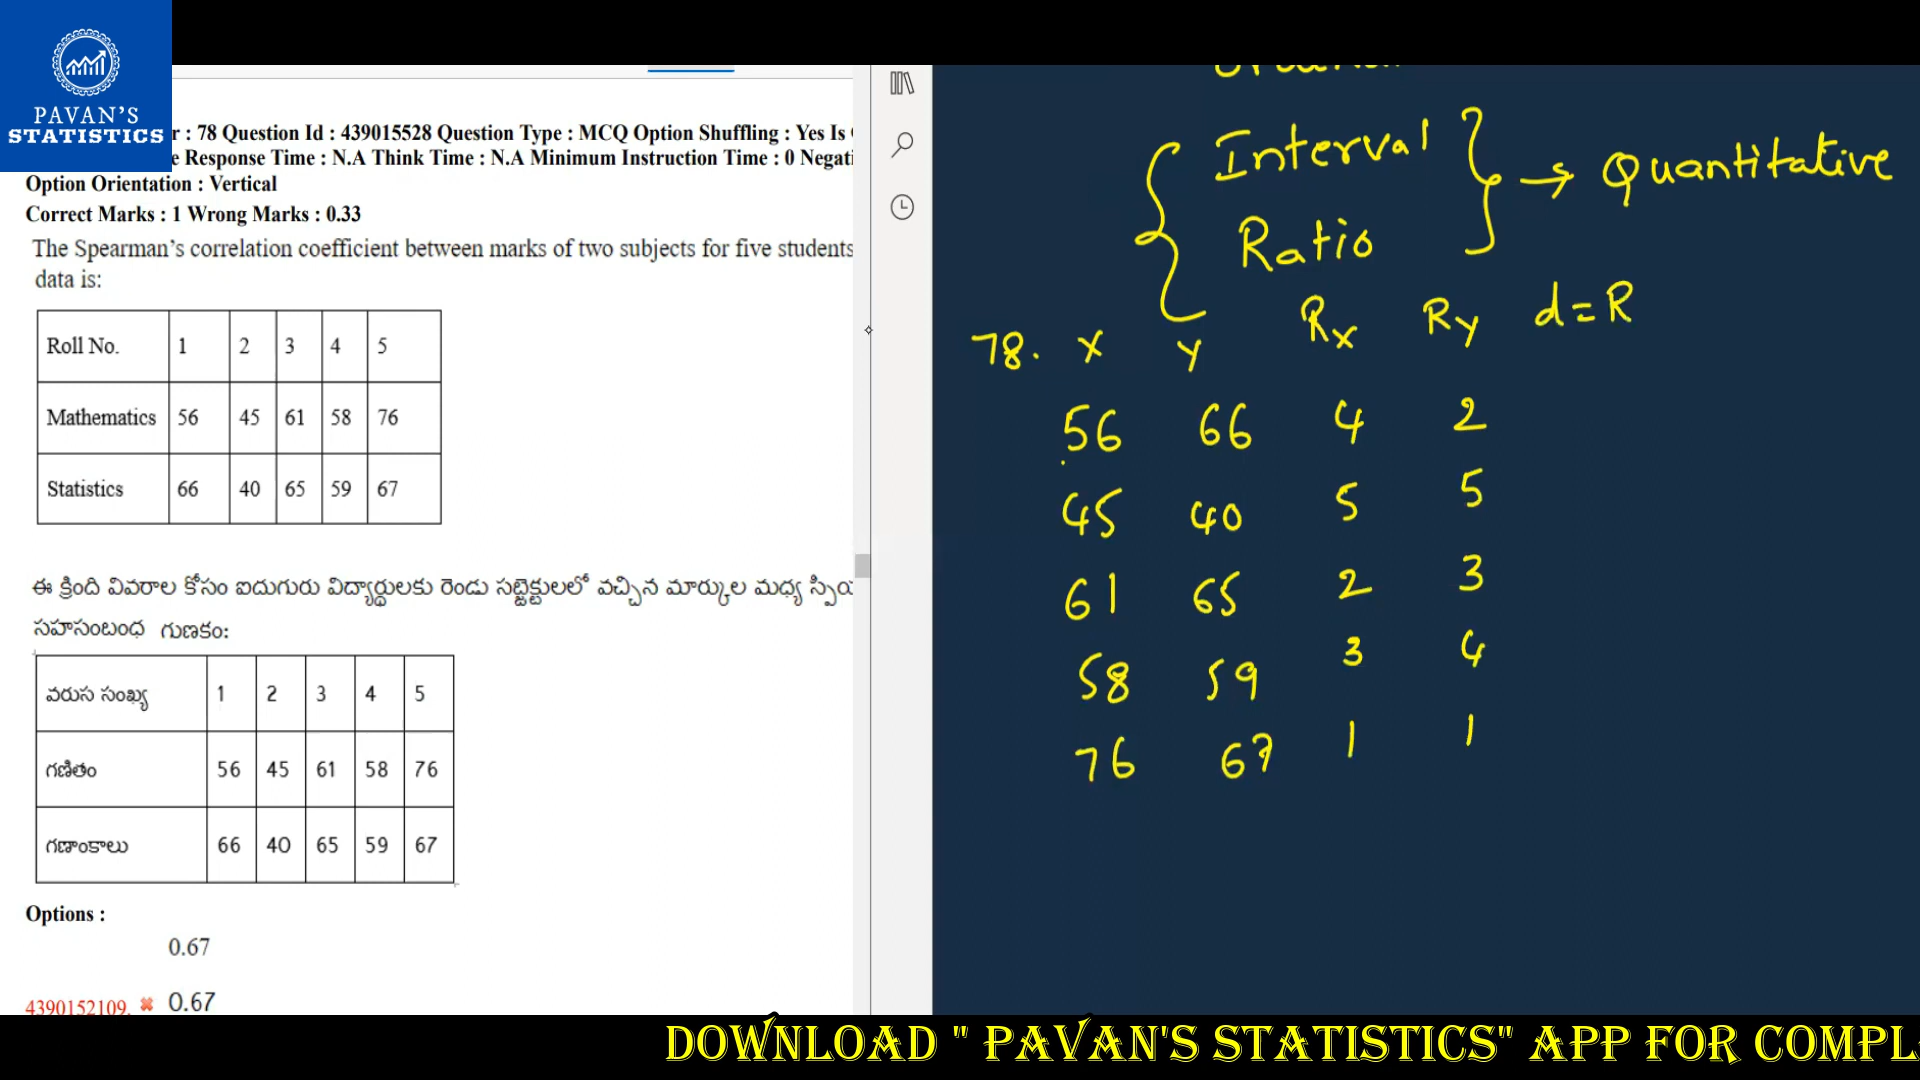 PAVAN'S
STATISTICS
r : 78 Question Id : 439015528 Question Type : MCQ Option Shuffling : Yes Is
e Response Time : N.A Think Time : N.A Minimum Instruction Time : 0 Negati
Option Orientation : Vertical
Correct Marks : 1 Wrong Marks : 0.33
The Spearman's correlation coefficient between marks of two subjects for five students
data is:
Roll No. 1 2 3 4 5
Mathematics 56 45 61 58 76
Statistics 66 40 65 59 67
ఈ క్రింది వివరాల కోసం ఐదుగురు విద్యార్థులకు రెండు సబ్జెక్టులలో వచ్చిన మార్కుల మధ్య
సహసంబంధ గుణకం:
వరుస సంఖ్య 1 2 3 4 5
గణితం 56 45 61 58 76
గణాంకాలు 66 40 65 59 67
Options :
0.67
4390152109. ✖ 0.67
Interval
Ratio
→ Quantitative
78. X Y Rx Ry d=R
56 66 4 2
45 40 5 5
61 65 2 3
58 59 3 4
76 67 1 1
DOWNLOAD " PAVAN'S STATISTICS" APP FOR COMPL